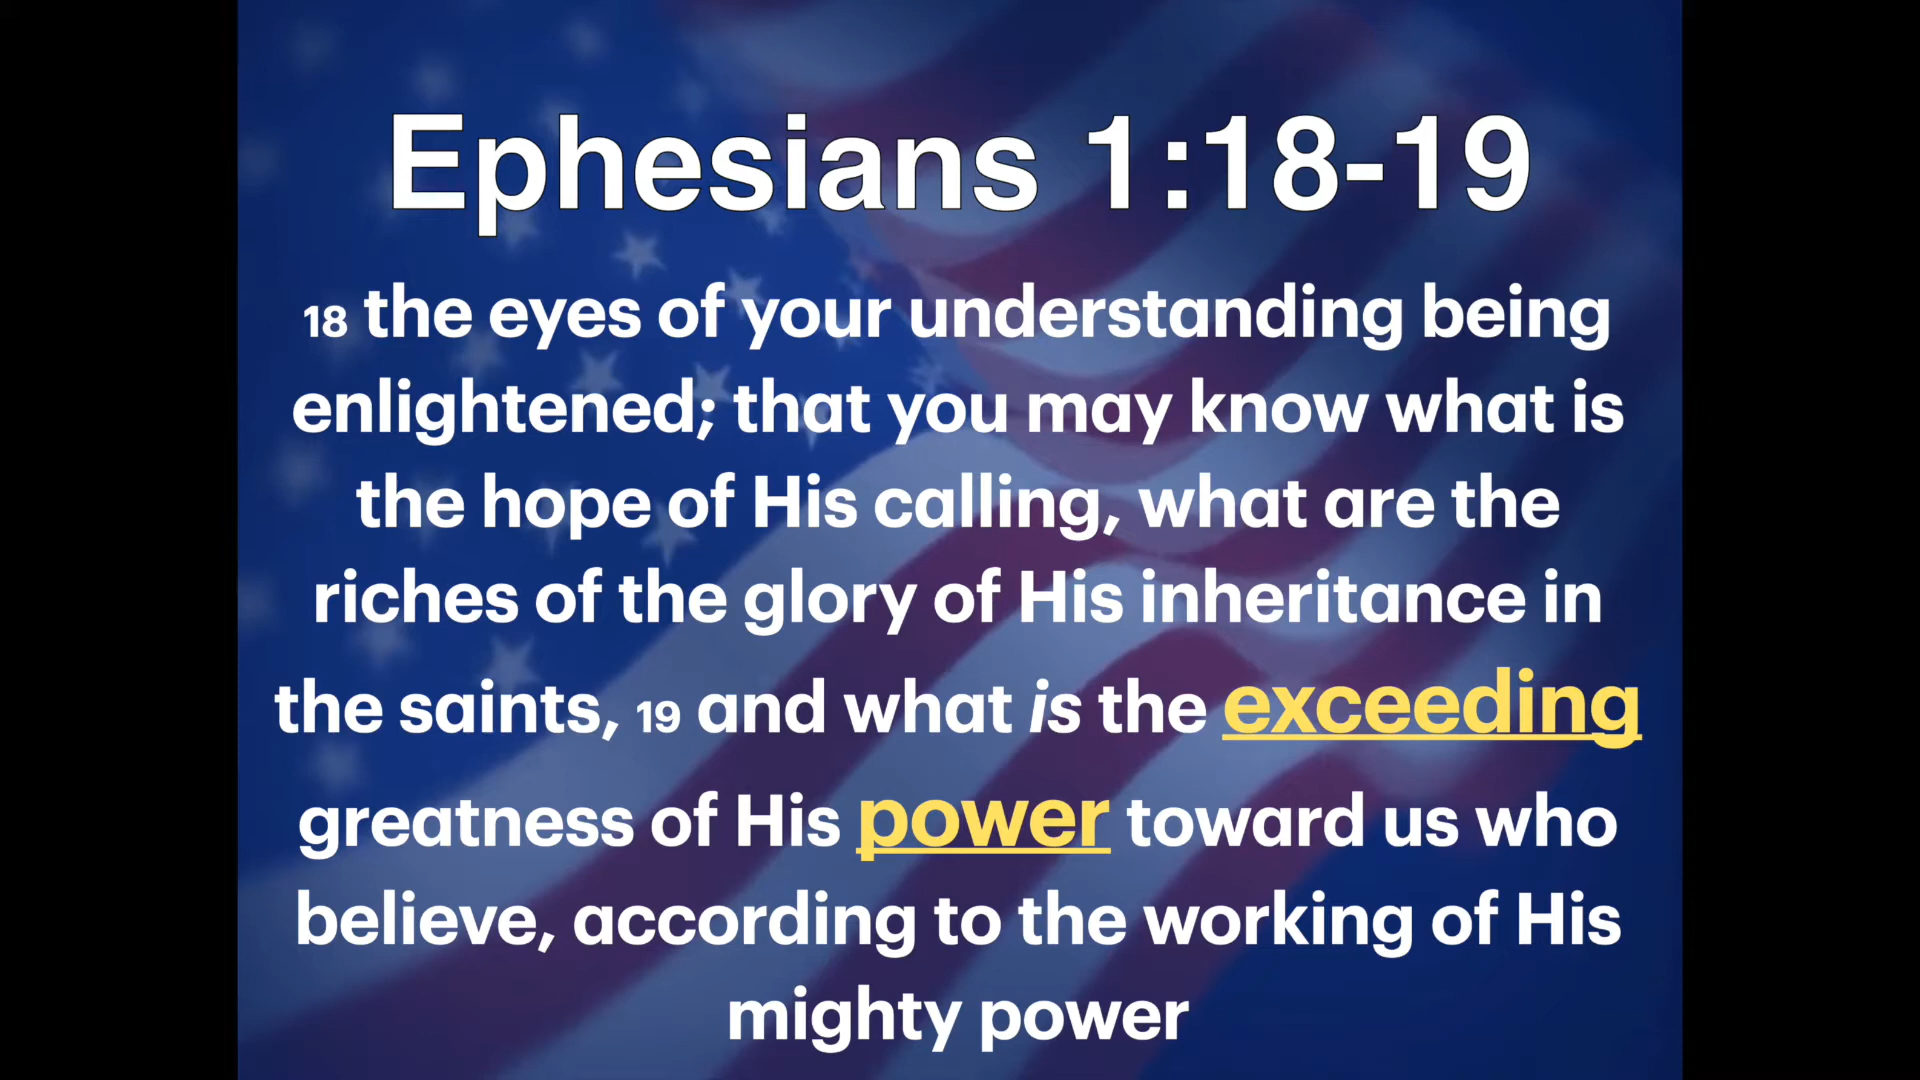 Ephesians 1:18-19
18 the eyes of your understanding being
enlightened; that you may know what is
the hope of His calling, what are the
riches of the glory of His inheritance in
the saints, 19 and what is the exceeding
greatness of His power toward us who
believe, according to the working of His
mighty power